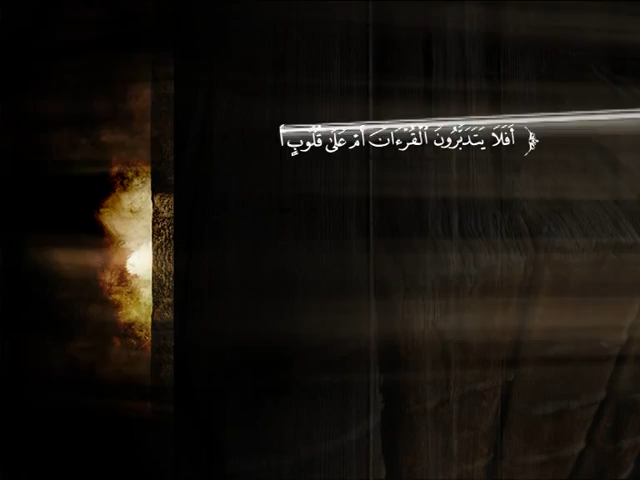 ﴿ أَفَلَا يَتَدَبَّرُونَ ٱلْقُرْءَانَ أَمْ عَلَىٰ قُلُوبٍ أ